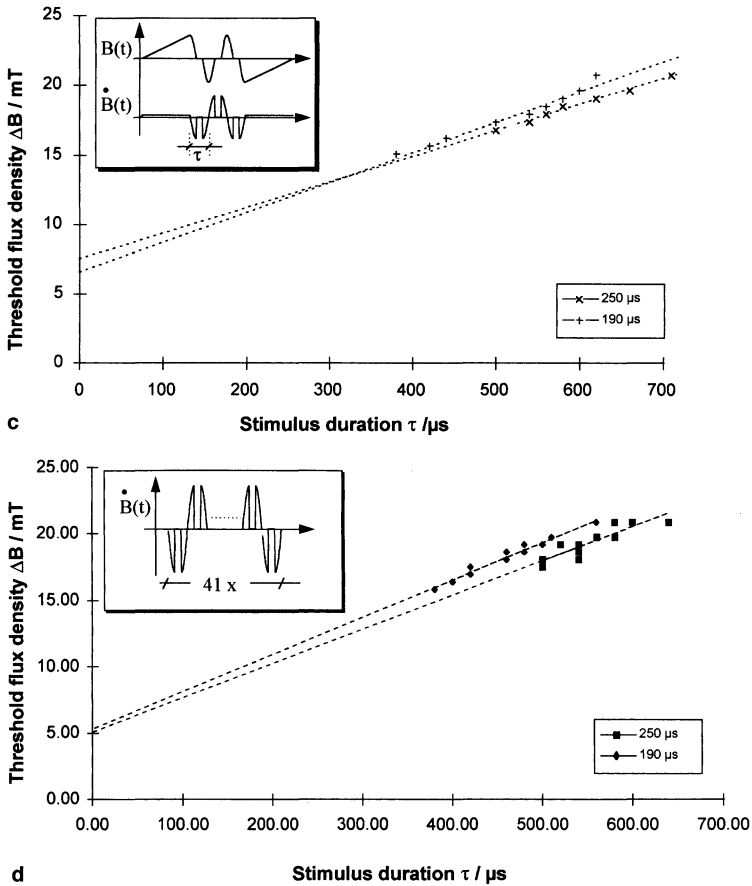 25
20
15
10
5
0
0 100 200 300 400 500 600 700
Threshold flux density ΔB / mT
B(t)
Ḃ(t)
τ
250 µs
190 µs
Stimulus duration τ /µs
c
25.00
20.00
15.00
10.00
5.00
0.00
0.00 100.00 200.00 300.00 400.00 500.00 600.00 700.00
Threshold flux density ΔB / mT
Ḃ(t)
41 x
250 µs
190 µs
Stimulus duration τ / µs
d